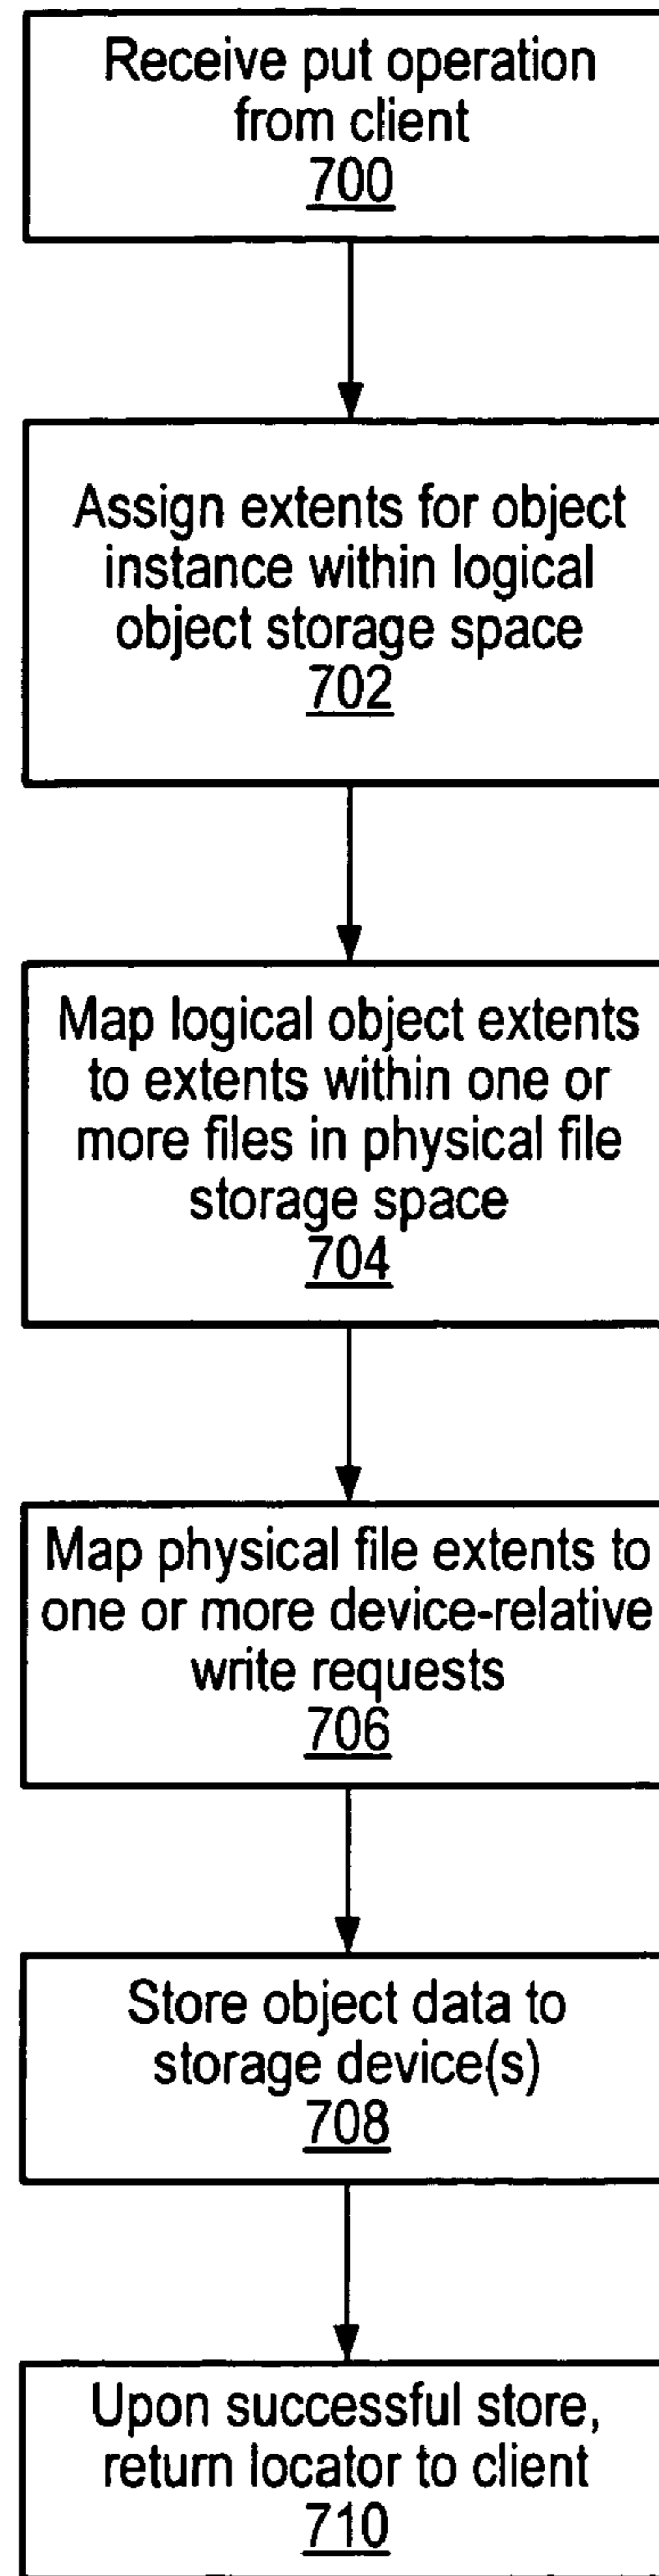 Receive put operation
from client
700
Assign extents for object
instance within logical
object storage space
702
Map logical object extents
to extents within one or
more files in physical file
storage space
704
Map physical file extents to
one or more device-relative
write requests
706
Store object data to
storage device(s)
708
Upon successful store,
return locator to client
710